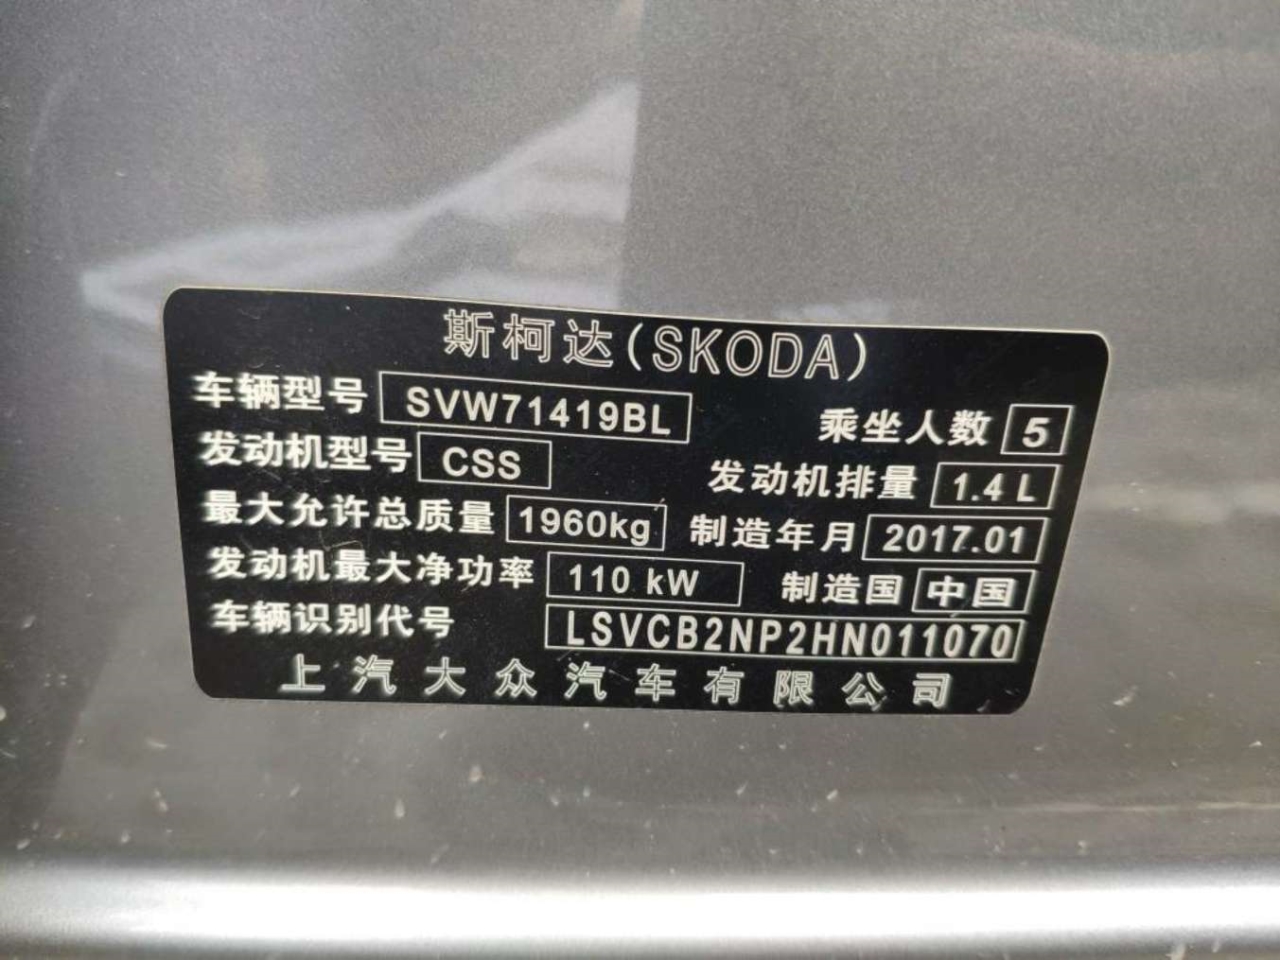 斯柯达(SKODA)
车辆型号 SVW71419BL 乘坐人数 5
发动机型号 CSS 发动机排量 1.4 L
最大允许总质量 1960kg 制造年月 2017.01
发动机最大净功率 110 kW 制造国 中国
车辆识别代号 LSVCB2NP2HN011070
上汽大众汽车有限公司